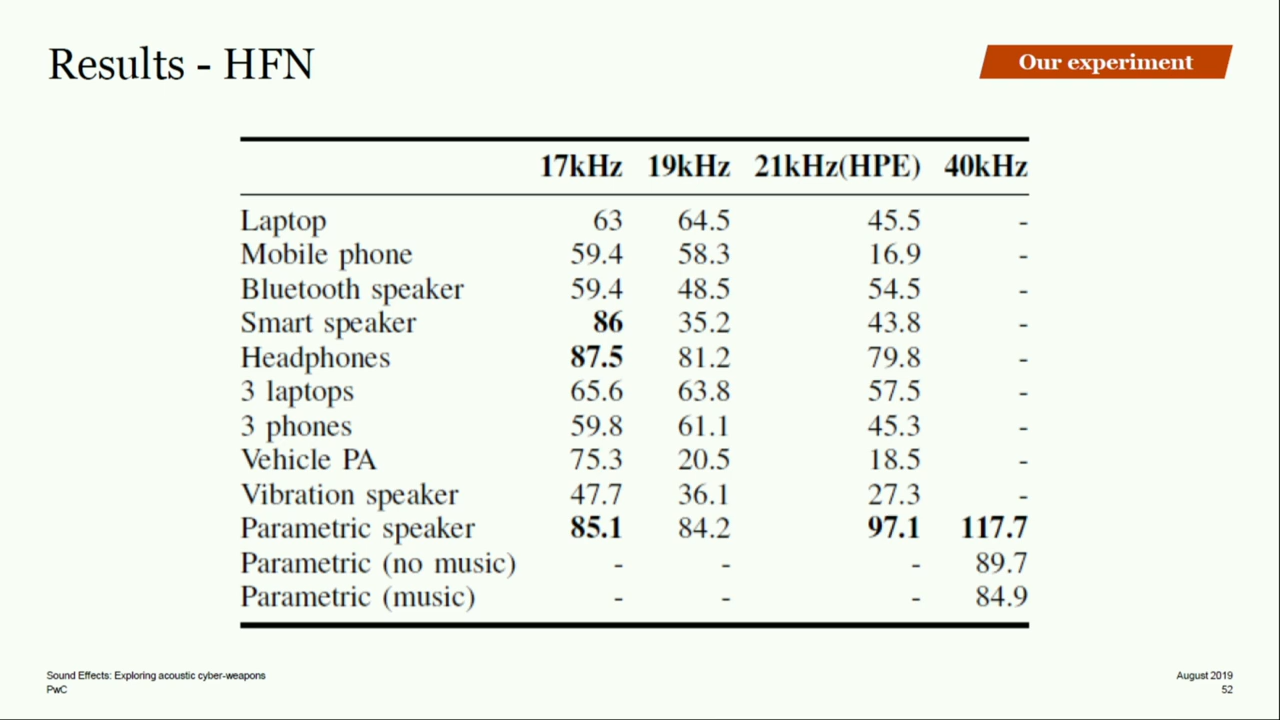 Results - HFN
Our experiment
17kHz 19kHz 21kHz(HPE) 40kHz
Laptop 63 64.5 45.5 -
Mobile phone 59.4 58.3 16.9 -
Bluetooth speaker 59.4 48.5 54.5 -
Smart speaker 86 35.2 43.8 -
Headphones 87.5 81.2 79.8 -
3 laptops 65.6 63.8 57.5 -
3 phones 59.8 61.1 45.3 -
Vehicle PA 75.3 20.5 18.5 -
Vibration speaker 47.7 36.1 27.3 -
Parametric speaker 85.1 84.2 97.1 117.7
Parametric (no music) - - - 89.7
Parametric (music) - - - 84.9
Sound Effects: Exploring acoustic cyber-weapons
PwC
August 2019
52